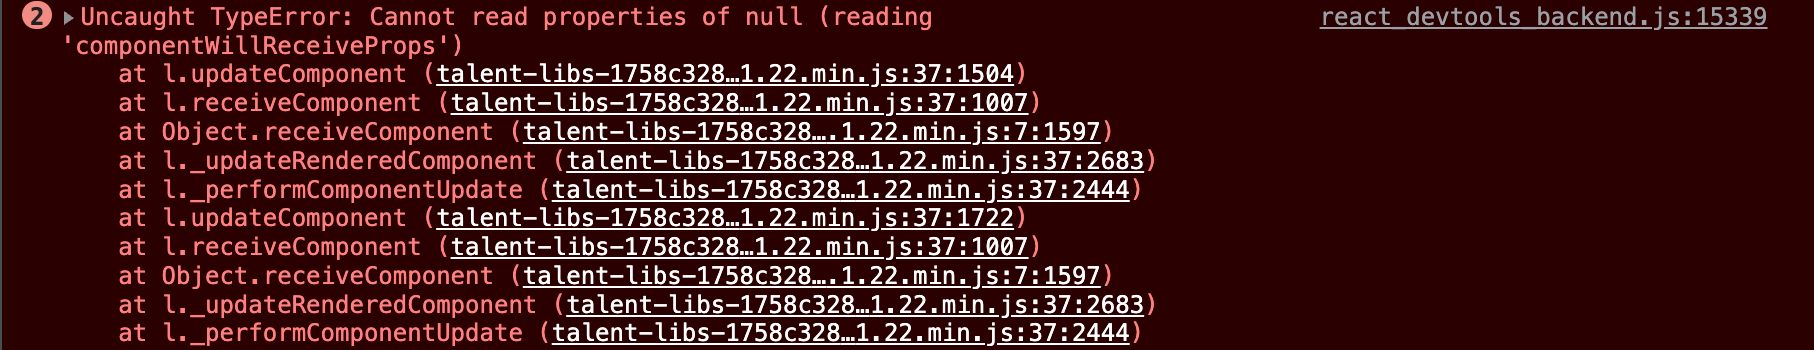 2 ▶Uncaught TypeError: Cannot read properties of null (reading react_devtools_backend.js:15339
'componentWillReceiveProps')
at l.updateComponent (talent-libs-1758c328…1.22.min.js:37:1504)
at l.receiveComponent (talent-libs-1758c328…1.22.min.js:37:1007)
at Object.receiveComponent (talent-libs-1758c328….1.22.min.js:7:1597)
at l._updateRenderedComponent (talent-libs-1758c328…1.22.min.js:37:2683)
at l._performComponentUpdate (talent-libs-1758c328…1.22.min.js:37:2444)
at l.updateComponent (talent-libs-1758c328…1.22.min.js:37:1722)
at l.receiveComponent (talent-libs-1758c328…1.22.min.js:37:1007)
at Object.receiveComponent (talent-libs-1758c328….1.22.min.js:7:1597)
at l._updateRenderedComponent (talent-libs-1758c328…1.22.min.js:37:2683)
at l._performComponentUpdate (talent-libs-1758c328…1.22.min.js:37:2444)